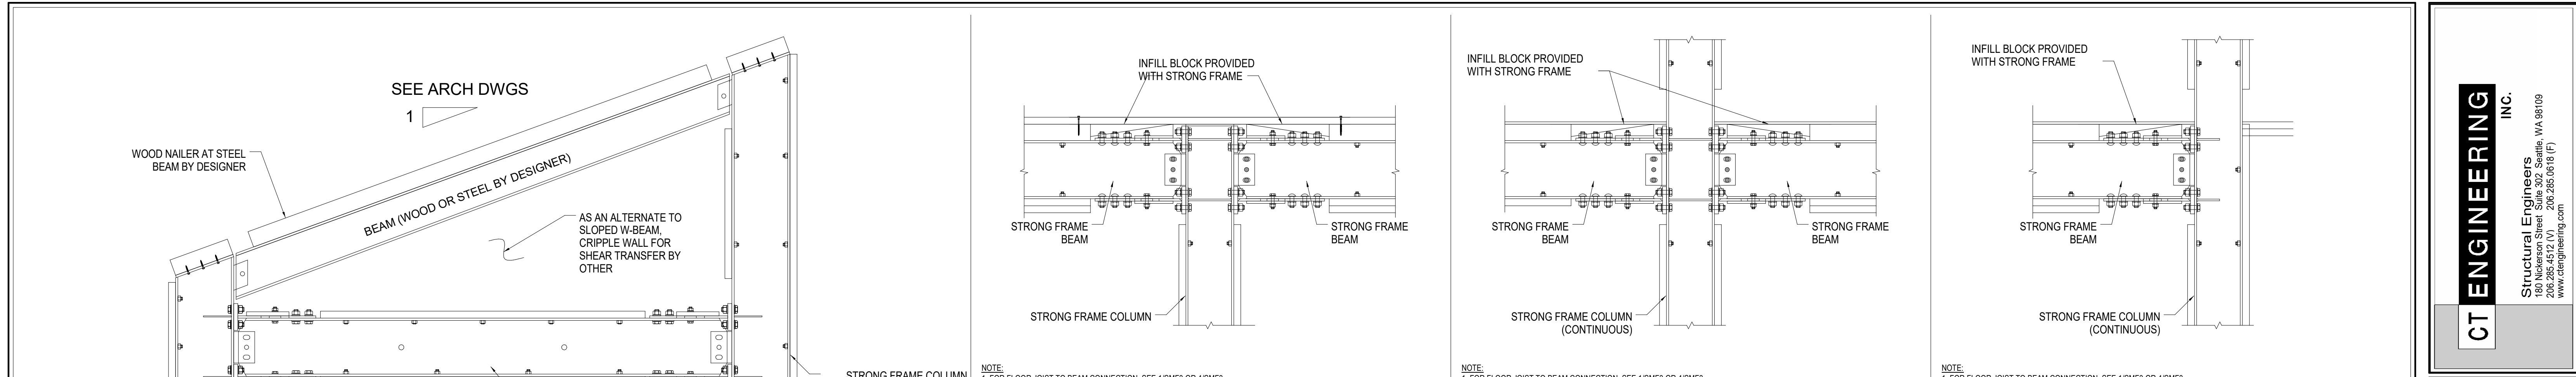 SEE ARCH DWGS
1
WOOD NAILER AT STEEL
BEAM BY DESIGNER
BEAM (WOOD OR STEEL BY DESIGNER)
AS AN ALTERNATE TO
SLOPED W-BEAM,
CRIPPLE WALL FOR
SHEAR TRANSFER BY
OTHER
STRONG FRAME COLUMN
INFILL BLOCK PROVIDED
WITH STRONG FRAME
STRONG FRAME
BEAM
STRONG FRAME
BEAM
STRONG FRAME COLUMN
NOTE:
INFILL BLOCK PROVIDED
WITH STRONG FRAME
STRONG FRAME
BEAM
STRONG FRAME
BEAM
STRONG FRAME COLUMN
(CONTINUOUS)
NOTE:
INFILL BLOCK PROVIDED
WITH STRONG FRAME
STRONG FRAME
BEAM
STRONG FRAME COLUMN
(CONTINUOUS)
NOTE:
CT ENGINEERING
INC.
Structural Engineers
180 Nickerson Street Suite 302 Seattle, WA 98109
206.285.4512 (V) 206.285.0618 (F)
www.ctengineering.com